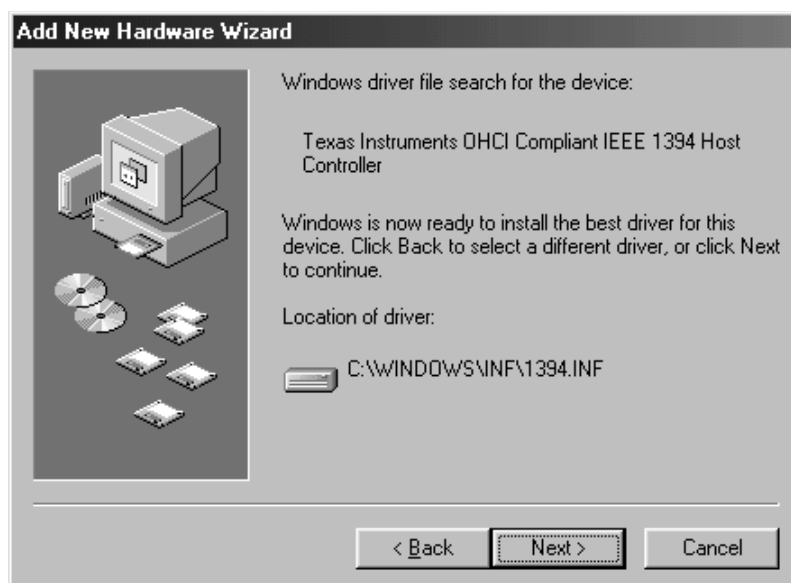 Add New Hardware Wizard
Windows driver file search for the device:
Texas Instruments OHCI Compliant IEEE 1394 Host
Controller
Windows is now ready to install the best driver for this
device. Click Back to select a different driver, or click Next
to continue.
Location of driver:
C:\WINDOWS\INF\1394.INF
< Back
Next >
Cancel